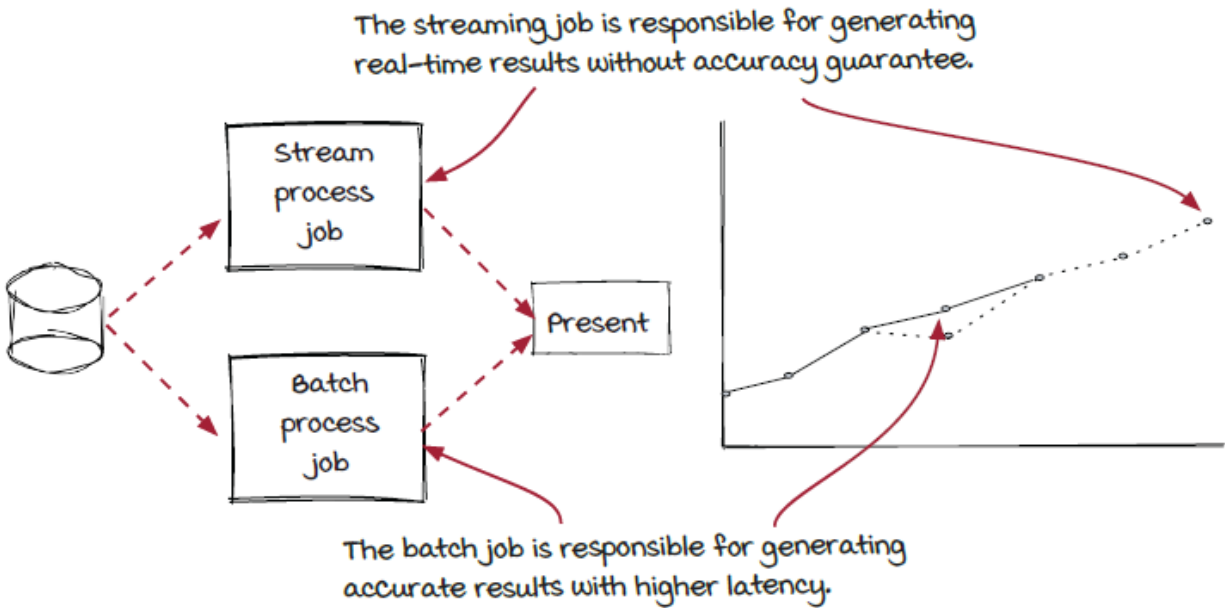 The streaming job is responsible for generating
real-time results without accuracy guarantee.
Stream
process
job
Present
Batch
process
job
The batch job is responsible for generating
accurate results with higher latency.